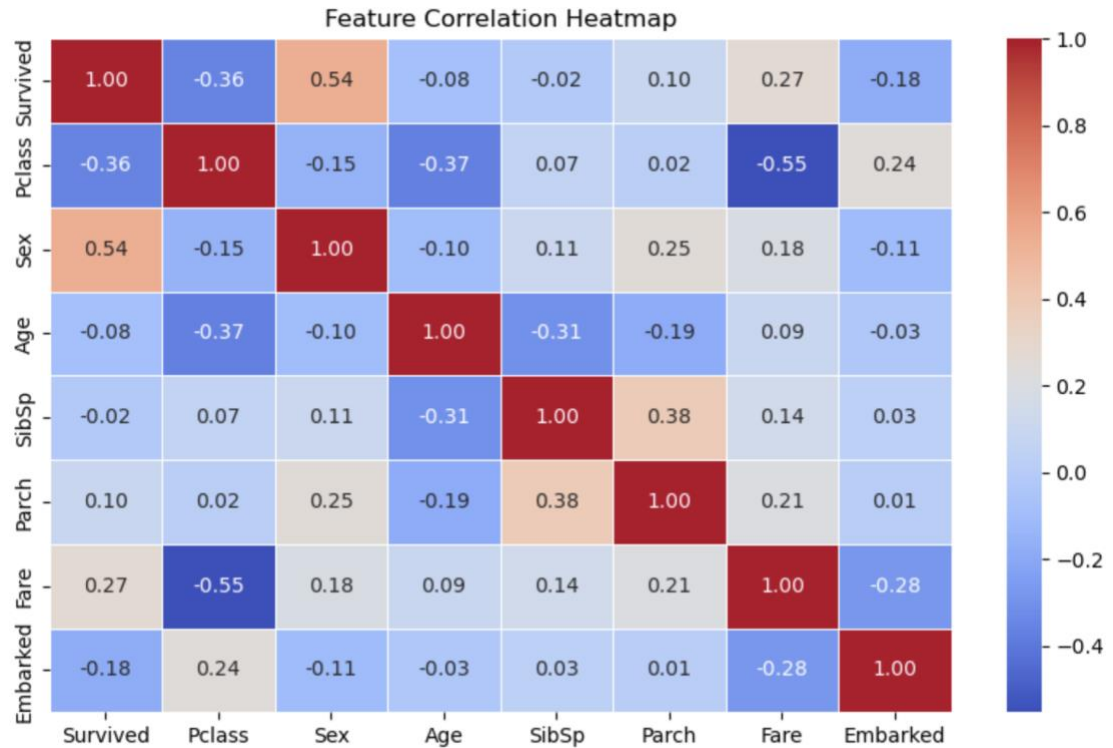 Feature Correlation Heatmap
Survived 1.00 -0.36 0.54 -0.08 -0.02 0.10 0.27 -0.18
Pclass -0.36 1.00 -0.15 -0.37 0.07 0.02 -0.55 0.24
Sex 0.54 -0.15 1.00 -0.10 0.11 0.25 0.18 -0.11
Age -0.08 -0.37 -0.10 1.00 -0.31 -0.19 0.09 -0.03
SibSp -0.02 0.07 0.11 -0.31 1.00 0.38 0.14 0.03
Parch 0.10 0.02 0.25 -0.19 0.38 1.00 0.21 0.01
Fare 0.27 -0.55 0.18 0.09 0.14 0.21 1.00 -0.28
Embarked -0.18 0.24 -0.11 -0.03 0.03 0.01 -0.28 1.00
Survived Pclass Sex Age SibSp Parch Fare Embarked
1.0
0.8
0.6
0.4
0.2
0.0
−0.2
−0.4